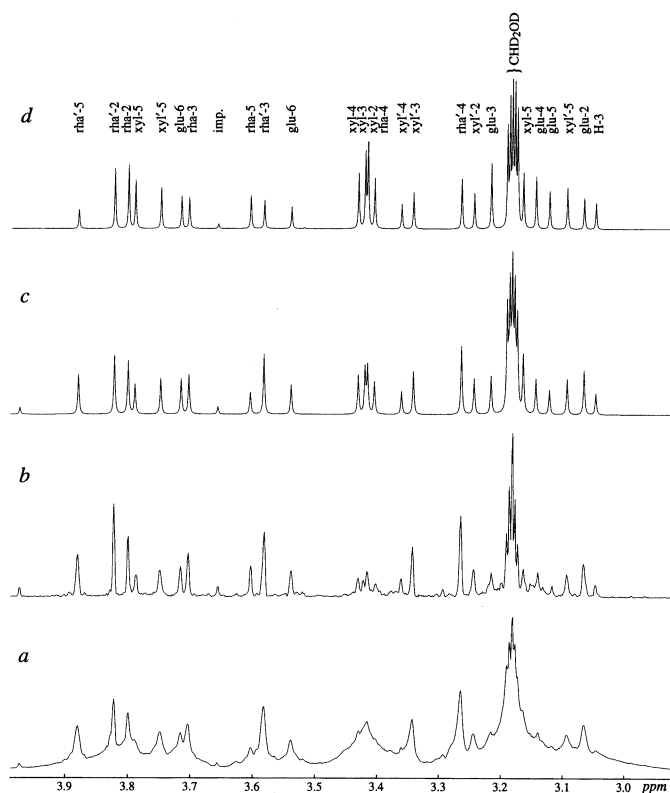 } CHD₂OD
d
rha′-5
rha′-2
rha-2
xyl-5
xyl′-5
glu-6
rha-3
imp.
rha-5
rha′-3
glu-6
xyl-4
xyl-3
xyl-2
rha-4
xyl′-4
xyl′-3
rha′-4
xyl′-2
glu-3
xyl-5
glu-4
glu-5
xyl′-5
glu-2
H-3
c
b
a
3.9 3.8 3.7 3.6 3.5 3.4 3.3 3.2 3.1 3.0 ppm